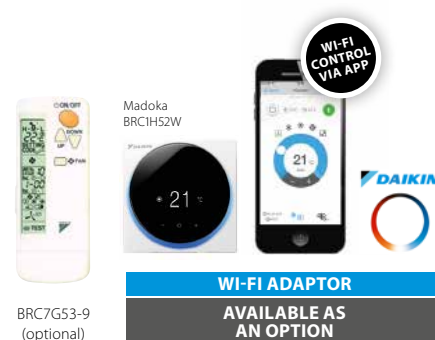 WI-FI
CONTROL
VIA APP
ON/OFF
Madoka
BRC1H52W
DOWN
UP
FAN
TEST
DAIKIN
21
21
DAIKIN
WI-FI ADAPTOR
AVAILABLE AS
AN OPTION
BRC7G53-9
(optional)